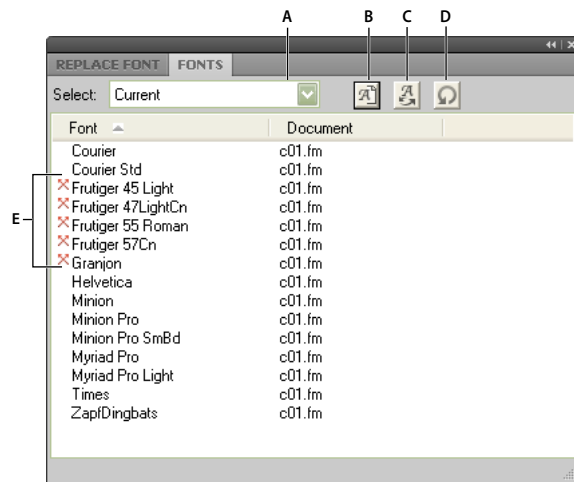 A B C D
REPLACE FONT FONTS
Select: Current
Font Document
Courier c01.fm
Courier Std c01.fm
Frutiger 45 Light c01.fm
Frutiger 47LightCn c01.fm
E Frutiger 55 Roman c01.fm
Frutiger 57Cn c01.fm
Granjon c01.fm
Helvetica c01.fm
Minion c01.fm
Minion Pro c01.fm
Minion Pro SmBd c01.fm
Myriad Pro c01.fm
Myriad Pro Light c01.fm
Times c01.fm
ZapfDingbats c01.fm